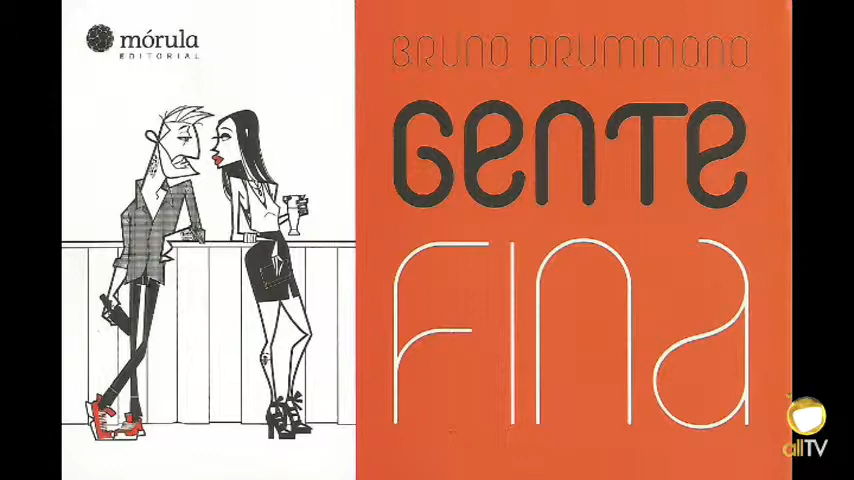 mórula
EDITORIAL
BRUNO DRUMMOND
GENTE
FINA
allTV